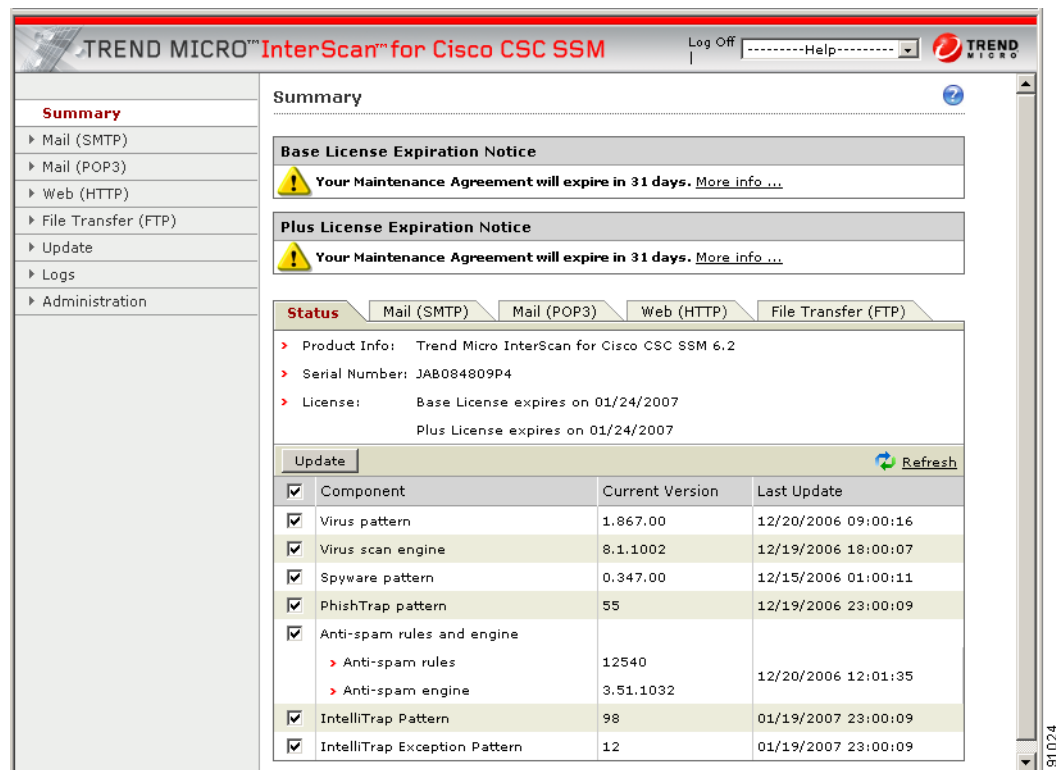 TREND MICRO™ InterScan™ for Cisco CSC SSM
Log Off |
---------Help---------
TREND MICRO
Summary
Mail (SMTP)
Mail (POP3)
Web (HTTP)
File Transfer (FTP)
Update
Logs
Administration
Summary
?
Base License Expiration Notice
Your Maintenance Agreement will expire in 31 days. More info ...
Plus License Expiration Notice
Your Maintenance Agreement will expire in 31 days. More info ...
Status Mail (SMTP) Mail (POP3) Web (HTTP) File Transfer (FTP)
Product Info: Trend Micro InterScan for Cisco CSC SSM 6.2
Serial Number: JAB084809P4
License: Base License expires on 01/24/2007
Plus License expires on 01/24/2007
Update Refresh
Component Current Version Last Update
Virus pattern 1.867.00 12/20/2006 09:00:16
Virus scan engine 8.1.1002 12/19/2006 18:00:07
Spyware pattern 0.347.00 12/15/2006 01:00:11
PhishTrap pattern 55 12/19/2006 23:00:09
Anti-spam rules and engine
Anti-spam rules 12540
12/20/2006 12:01:35
Anti-spam engine 3.51.1032
IntelliTrap Pattern 98 01/19/2007 23:00:09
IntelliTrap Exception Pattern 12 01/19/2007 23:00:09
91024